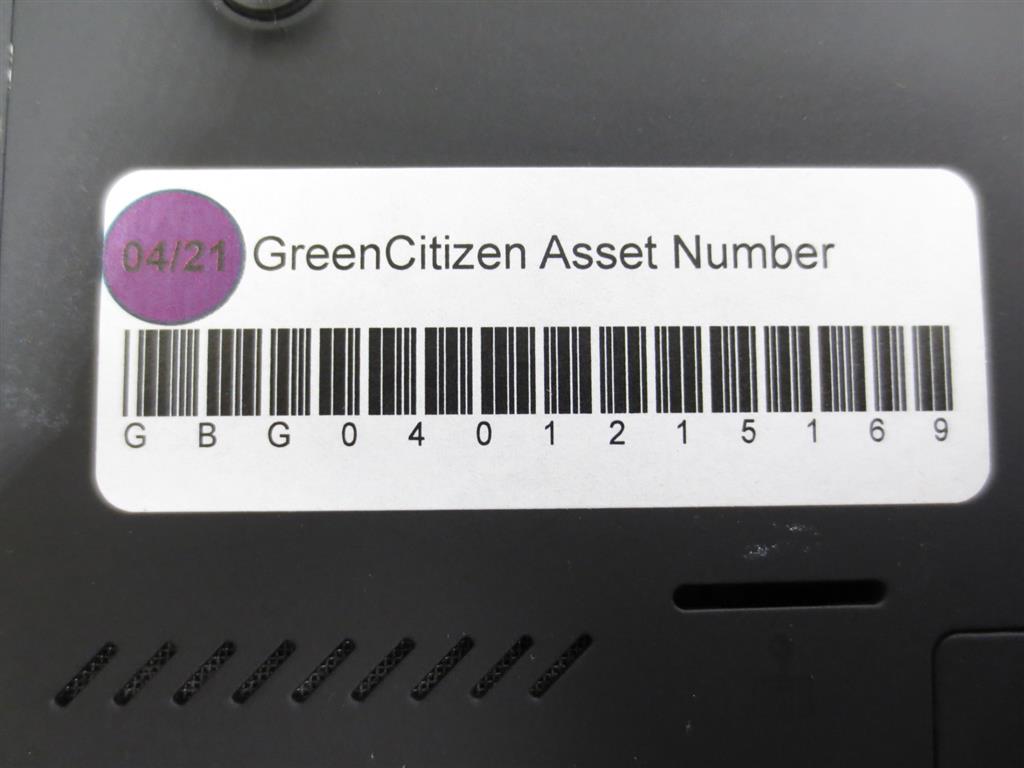 04/21 GreenCitizen Asset Number
G B G 0 4 0 1 2 1 5 1 6 9